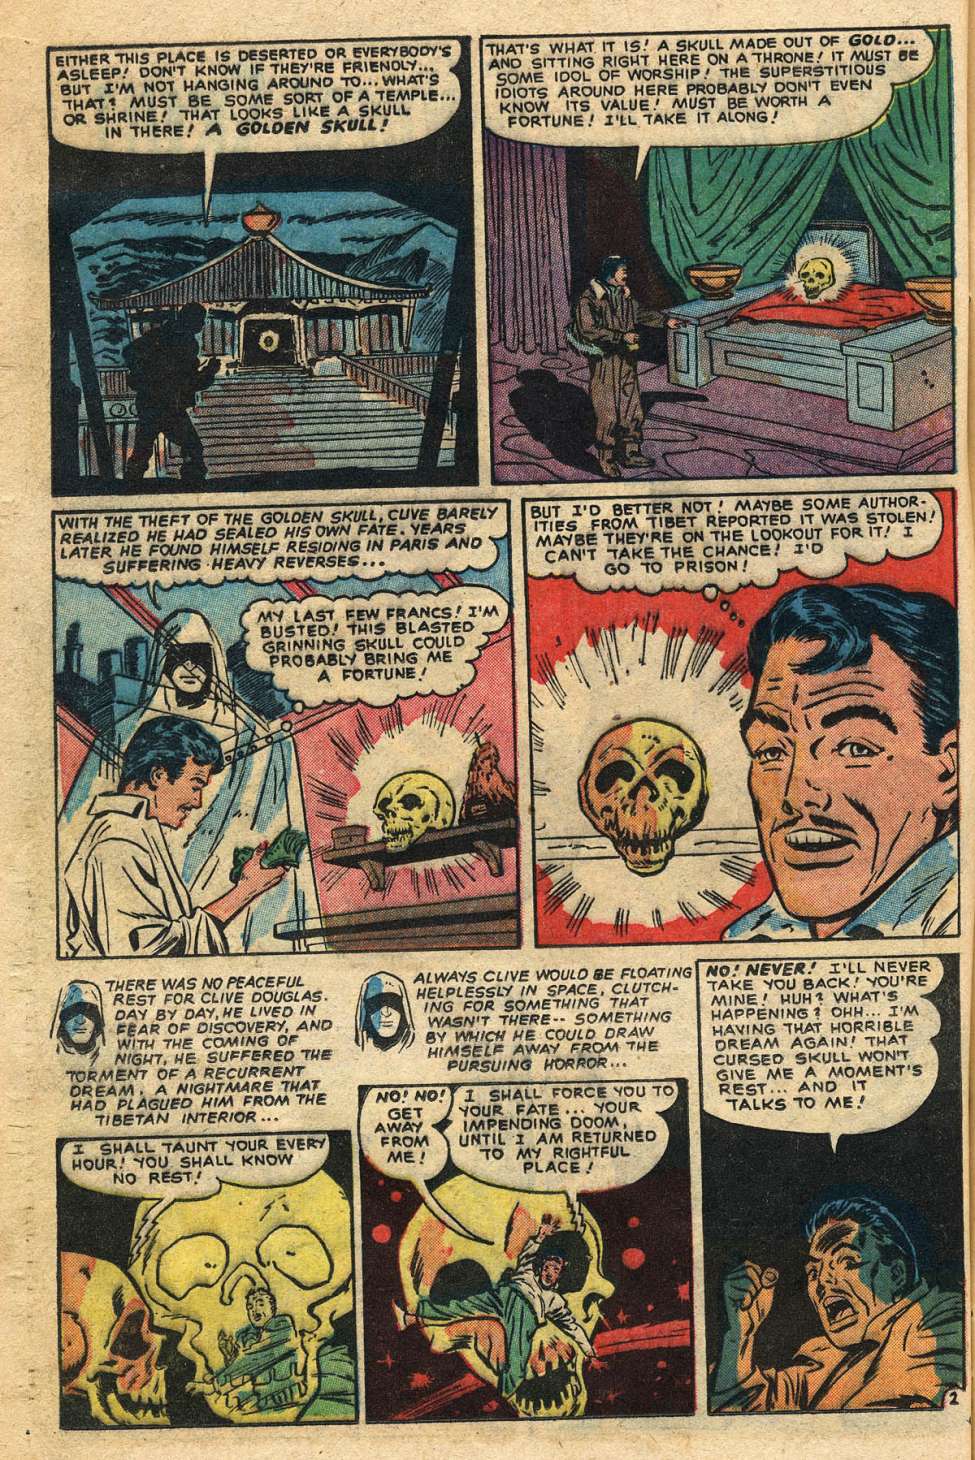 EITHER THIS PLACE IS DESERTED OR EVERYBODY'S
ASLEEP! DON'T KNOW IF THEY'RE FRIENDLY...
BUT I'M NOT HANGING AROUND TO... WHAT'S
THAT? MUST BE SOME SORT OF A TEMPLE...
OR SHRINE! THAT LOOKS LIKE A SKULL
IN THERE! A GOLDEN SKULL!
THAT'S WHAT IT IS! A SKULL MADE OUT OF GOLD...
AND SITTING RIGHT HERE ON A THRONE! IT MUST BE
SOME IDOL OF WORSHIP! THE SUPERSTITIOUS
IDIOTS AROUND HERE PROBABLY DON'T EVEN
KNOW ITS VALUE! MUST BE WORTH A
FORTUNE! I'LL TAKE IT ALONG!
WITH THE THEFT OF THE GOLDEN SKULL, CLIVE BARELY
REALIZED HE HAD SEALED HIS OWN FATE. YEARS
LATER HE FOUND HIMSELF RESIDING IN PARIS AND
SUFFERING HEAVY REVERSES...
MY LAST FEW FRANCS! I'M
BUSTED! THIS BLASTED
GRINNING SKULL COULD
PROBABLY BRING ME
A FORTUNE!
BUT I'D BETTER NOT! MAYBE SOME AUTHOR-
ITIES FROM TIBET REPORTED IT WAS STOLEN!
MAYBE THEY'RE ON THE LOOKOUT FOR IT! I
CAN'T TAKE THE CHANCE! I'D
GO TO PRISON!
THERE WAS NO PEACEFUL
REST FOR CLIVE DOUGLAS.
DAY BY DAY, HE LIVED IN
FEAR OF DISCOVERY, AND
WITH THE COMING OF
NIGHT, HE SUFFERED THE
TORMENT OF A RECURRENT
DREAM, A NIGHTMARE THAT
HAD PLAGUED HIM FROM THE
TIBETAN INTERIOR...
I SHALL TAUNT YOUR EVERY
HOUR! YOU SHALL KNOW
NO REST!
ALWAYS CLIVE WOULD BE FLOATING
HELPLESSLY IN SPACE, CLUTCH-
ING FOR SOMETHING THAT
WASN'T THERE-- SOMETHING
BY WHICH HE COULD DRAW
HIMSELF AWAY FROM THE
PURSUING HORROR...
NO! NO!
GET
AWAY
FROM
ME!
I SHALL FORCE YOU TO
YOUR FATE... YOUR
IMPENDING DOOM,
UNTIL I AM RETURNED
TO MY RIGHTFUL
PLACE!
NO! NEVER! I'LL NEVER
TAKE YOU BACK! YOU'RE
MINE! HUH? WHAT'S
HAPPENING? OHH... I'M
HAVING THAT HORRIBLE
DREAM AGAIN! THAT
CURSED SKULL WON'T
GIVE ME A MOMENT'S
REST... AND IT
TALKS TO ME!
2